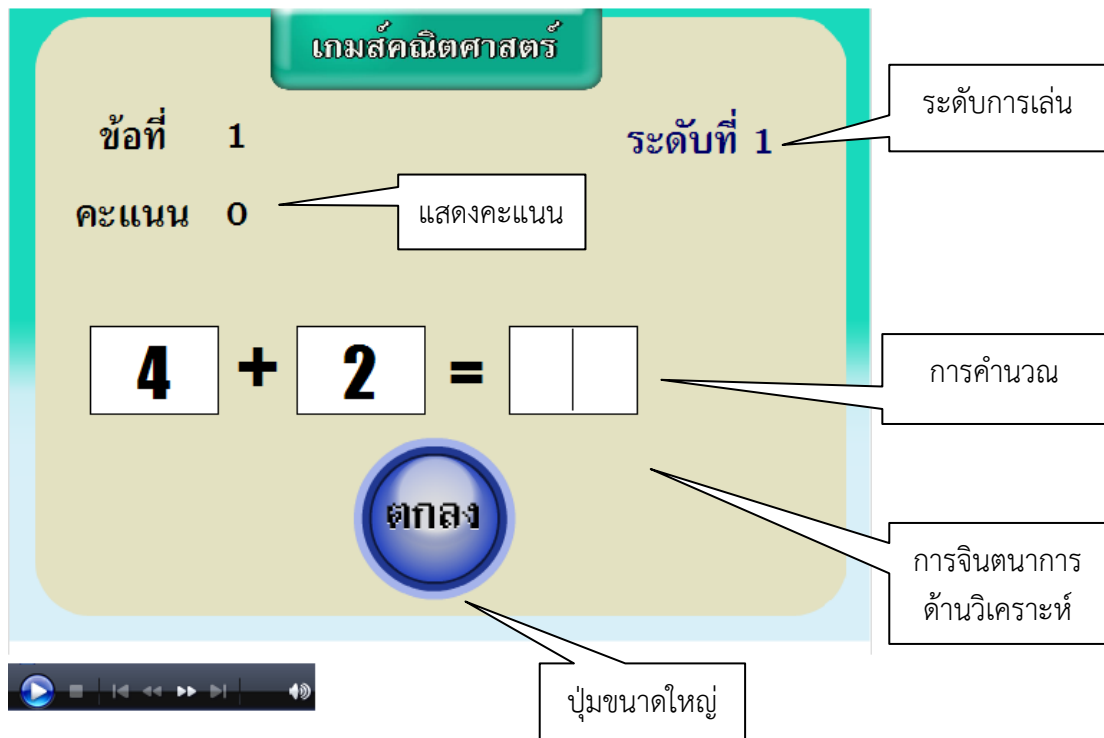 เกมส์คณิตศาสตร์
ระดับการเล่น
ข้อที่ 1
ระดับที่ 1
คะแนน 0
แสดงคะแนน
4 + 2 =
การคำนวณ
ตกลง
การจินตนาการ
ด้านวิเคราะห์
ปุ่มขนาดใหญ่